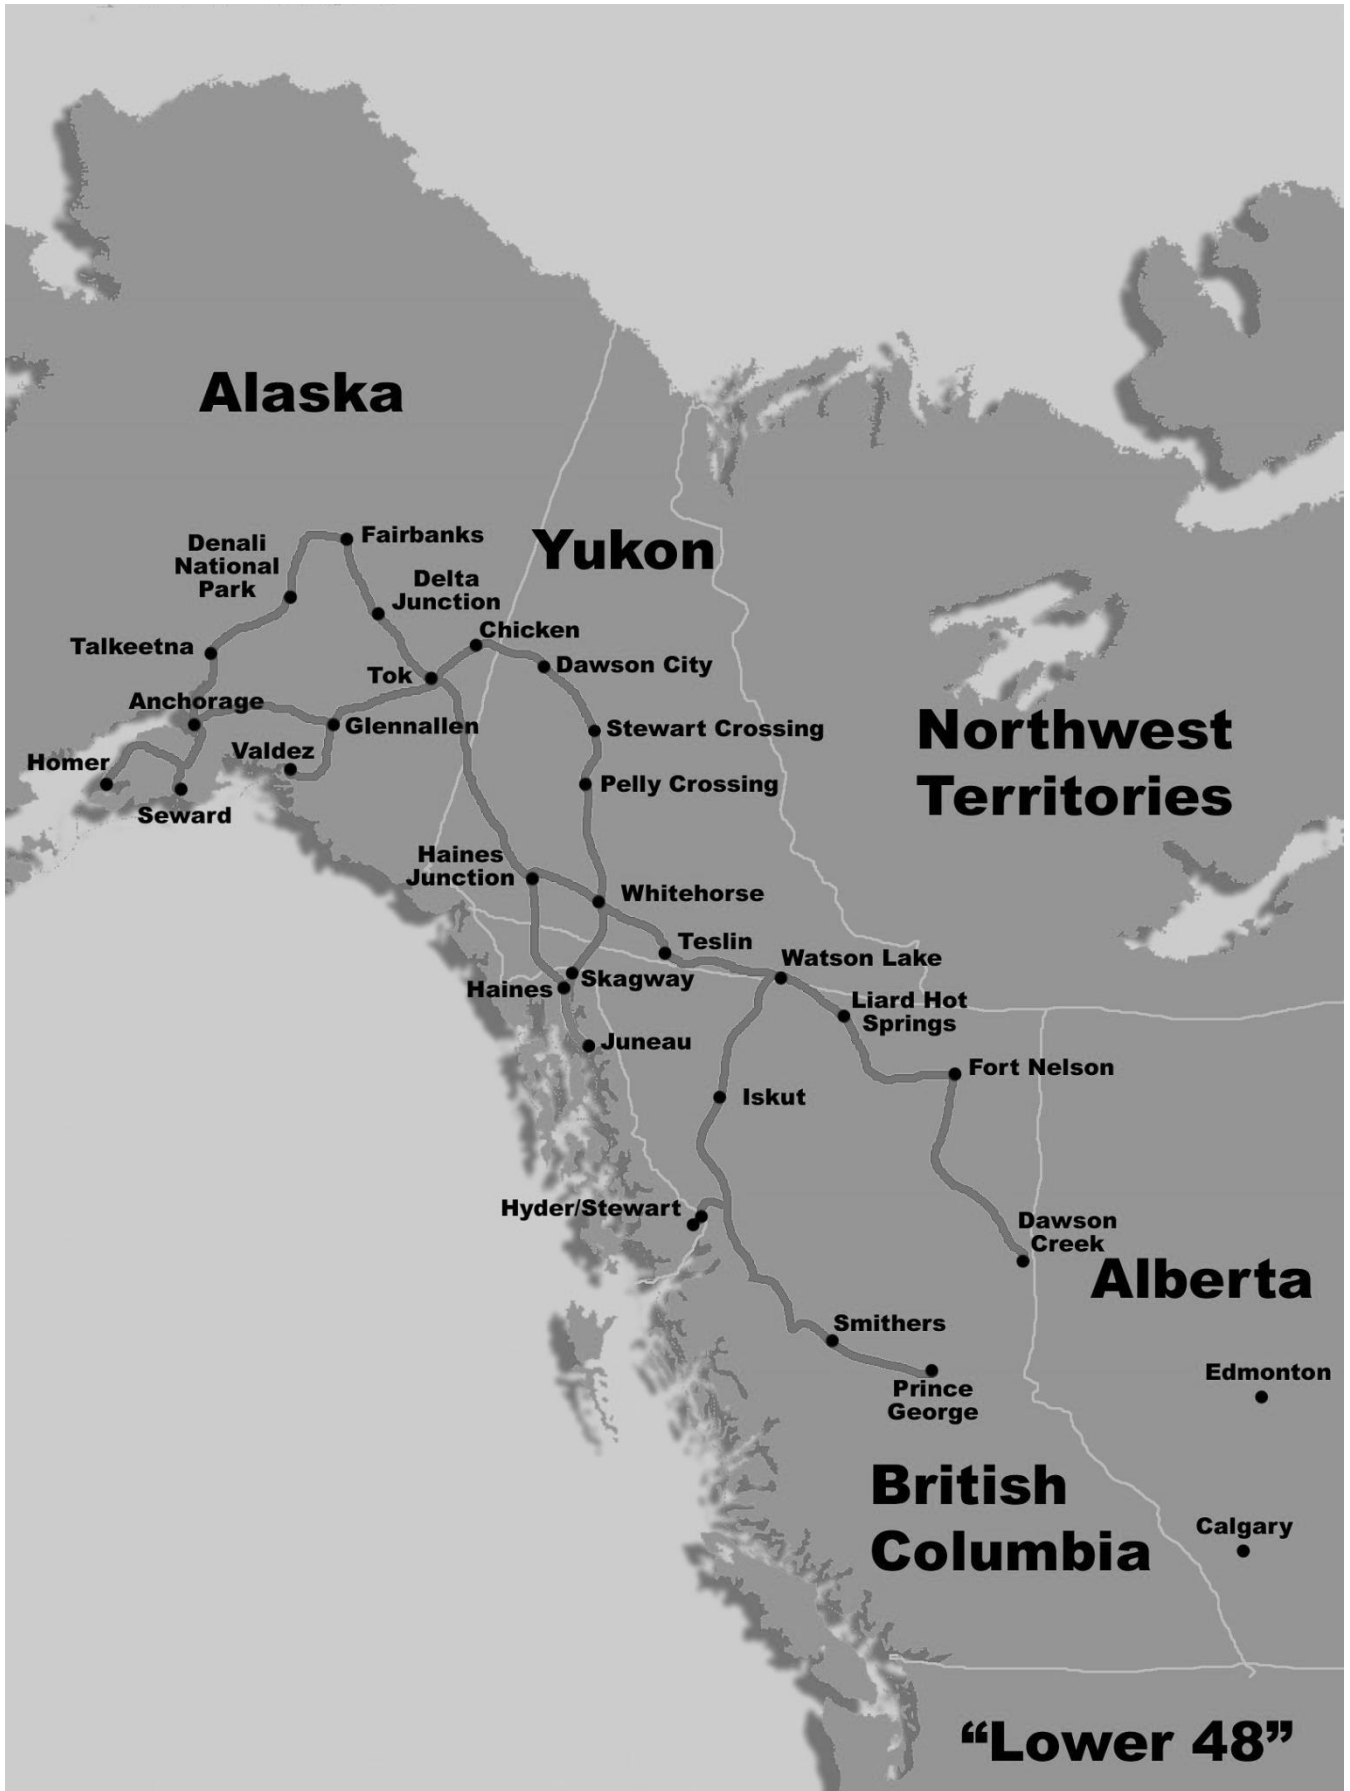 Alaska
Fairbanks
Yukon
Denali
National
Park
Delta
Junction
Chicken
Talkeetna
Dawson City
Tok
Anchorage
Glennallen
Stewart Crossing
Northwest
Territories
Valdez
Homer
Pelly Crossing
Seward
Haines
Junction
Whitehorse
Teslin
Watson Lake
Skagway
Haines
Liard Hot
Springs
Juneau
Fort Nelson
Iskut
Hyder/Stewart
Dawson
Creek
Alberta
Smithers
Edmonton
Prince
George
British
Columbia
Calgary
“Lower 48”